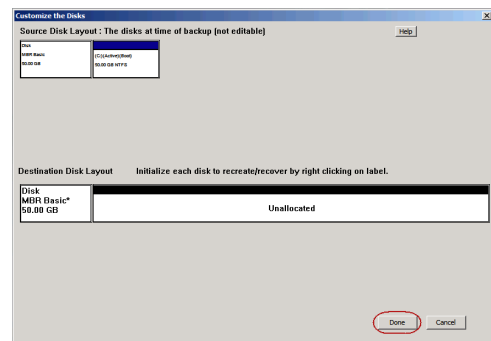 Customize the Disks
Source Disk Layout : The disks at time of backup (not editable)
Help
Disk
MBR Basic
50.00 GB
(C:)(Active)(Boot)
50.00 GB NTFS
Destination Disk Layout Initialize each disk to recreate/recover by right clicking on label.
Disk
MBR Basic*
50.00 GB
Unallocated
Done Cancel